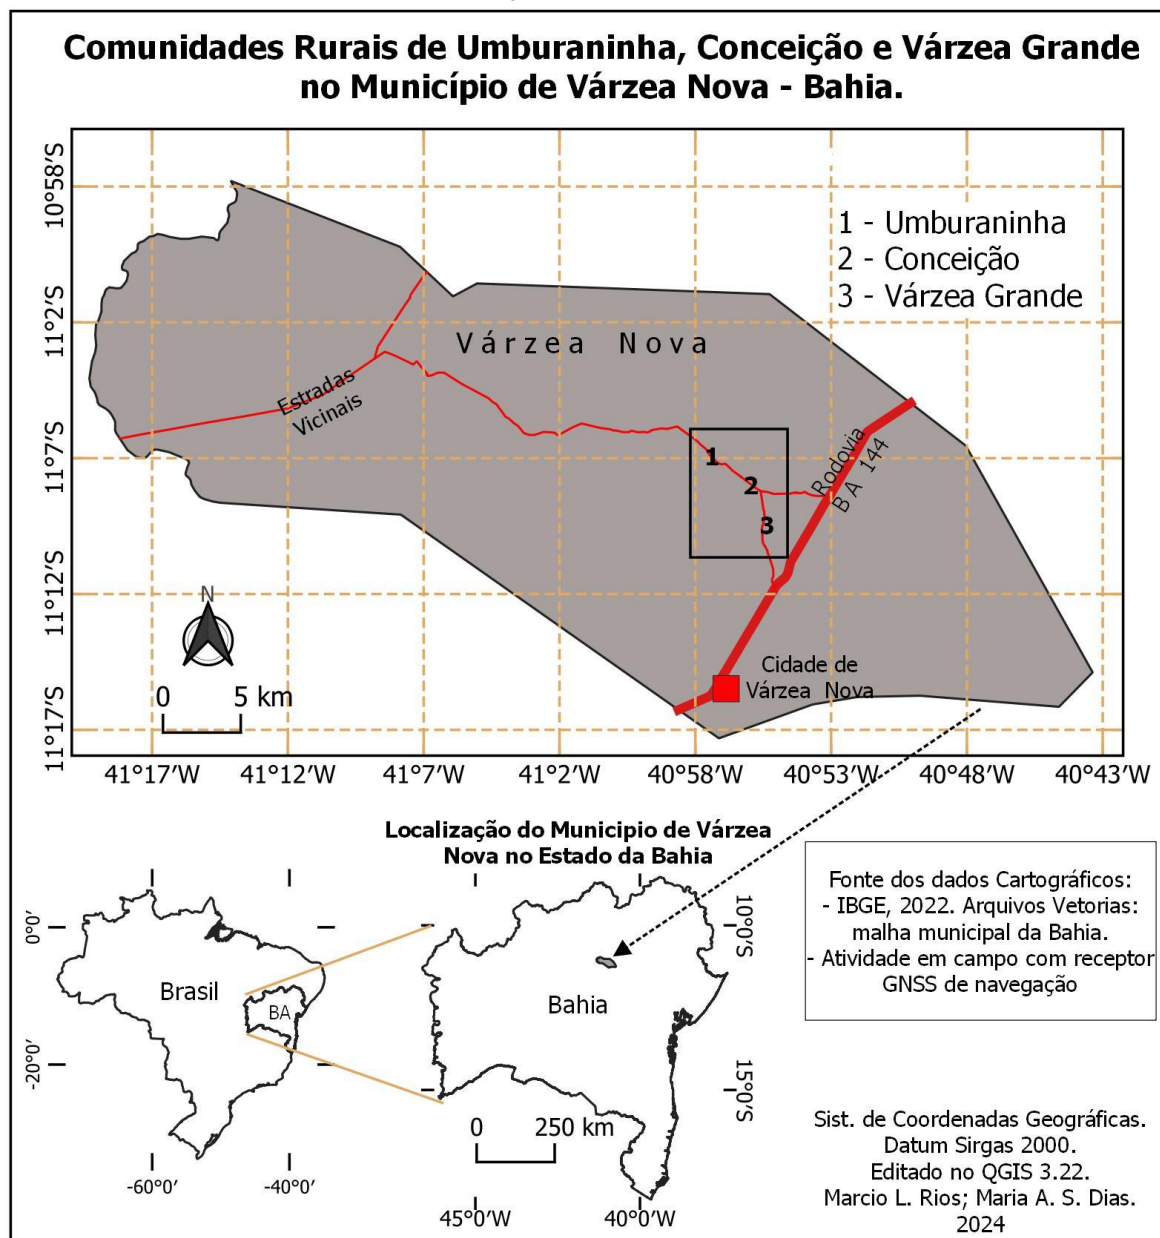 Comunidades Rurais de Umburaninha, Conceição e Várzea Grande
no Município de Várzea Nova - Bahia.
10°58'S
11°2'S
11°7'S
11°12'S
11°17'S
1 - Umburaninha
2 - Conceição
3 - Várzea Grande
Várzea Nova
Estradas
Vicinais
1
2
3
Rodovia
BA 144
N
0 5 km
Cidade de
Várzea Nova
41°17'W 41°12'W 41°7'W 41°2'W 40°58'W 40°53'W 40°48'W 40°43'W
Localização do Municipio de Várzea
Nova no Estado da Bahia
0°0'
-20°0'
Brasil
BA
-60°0' -40°0'
Bahia
10°0'S
15°0'S
0 250 km
45°0'W 40°0'W
Fonte dos dados Cartográficos:
- IBGE, 2022. Arquivos Vetorias:
malha municipal da Bahia.
- Atividade em campo com receptor
GNSS de navegação
Sist. de Coordenadas Geográficas.
Datum Sirgas 2000.
Editado no QGIS 3.22.
Marcio L. Rios; Maria A. S. Dias.
2024